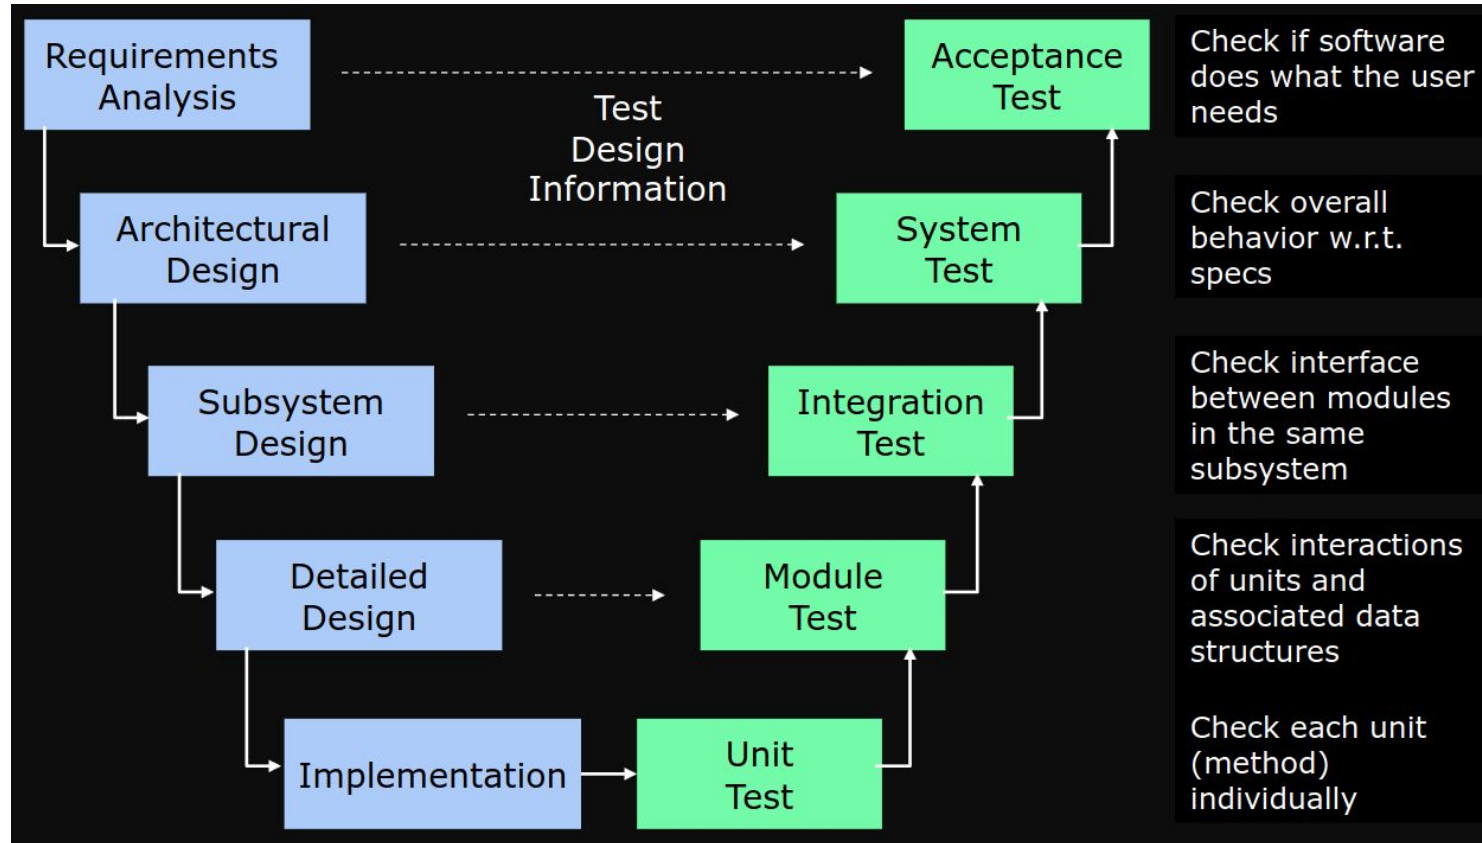 Requirements
Analysis
Acceptance
Test
Check if software
does what the user
needs
Test
Design
Information
Architectural
Design
System
Test
Check overall
behavior w.r.t.
specs
Subsystem
Design
Integration
Test
Check interface
between modules
in the same
subsystem
Detailed
Design
Module
Test
Check interactions
of units and
associated data
structures
Implementation
Unit
Test
Check each unit
(method)
individually